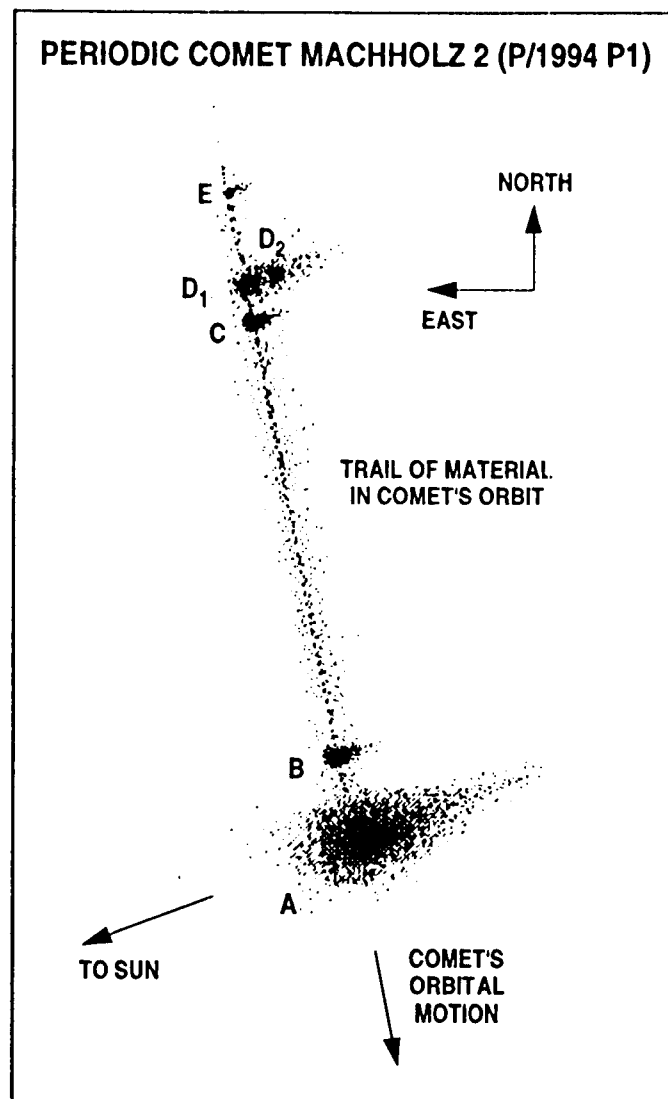 PERIODIC COMET MACHHOLZ 2 (P/1994 P1)
NORTH
E
D2
D1
EAST
C
TRAIL OF MATERIAL
IN COMET'S ORBIT
B
A
TO SUN
COMET'S
ORBITAL
MOTION